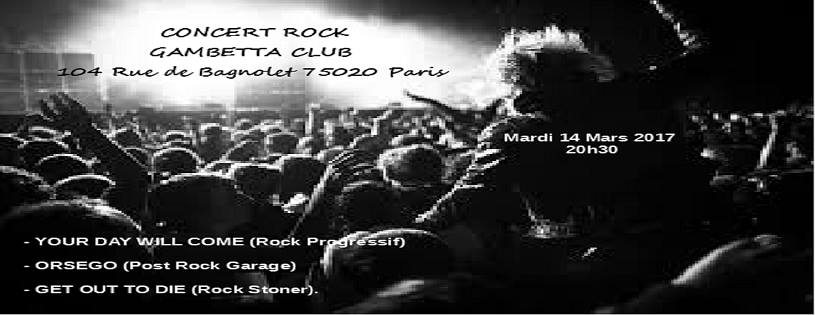 CONCERT ROCK
GAMBETTA CLUB
104 Rue de Bagnolet 75020 Paris
Mardi 14 Mars 2017
20h30
- YOUR DAY WILL COME (Rock Progressif)
- ORSEGO (Post Rock Garage)
- GET OUT TO DIE (Rock Stoner).